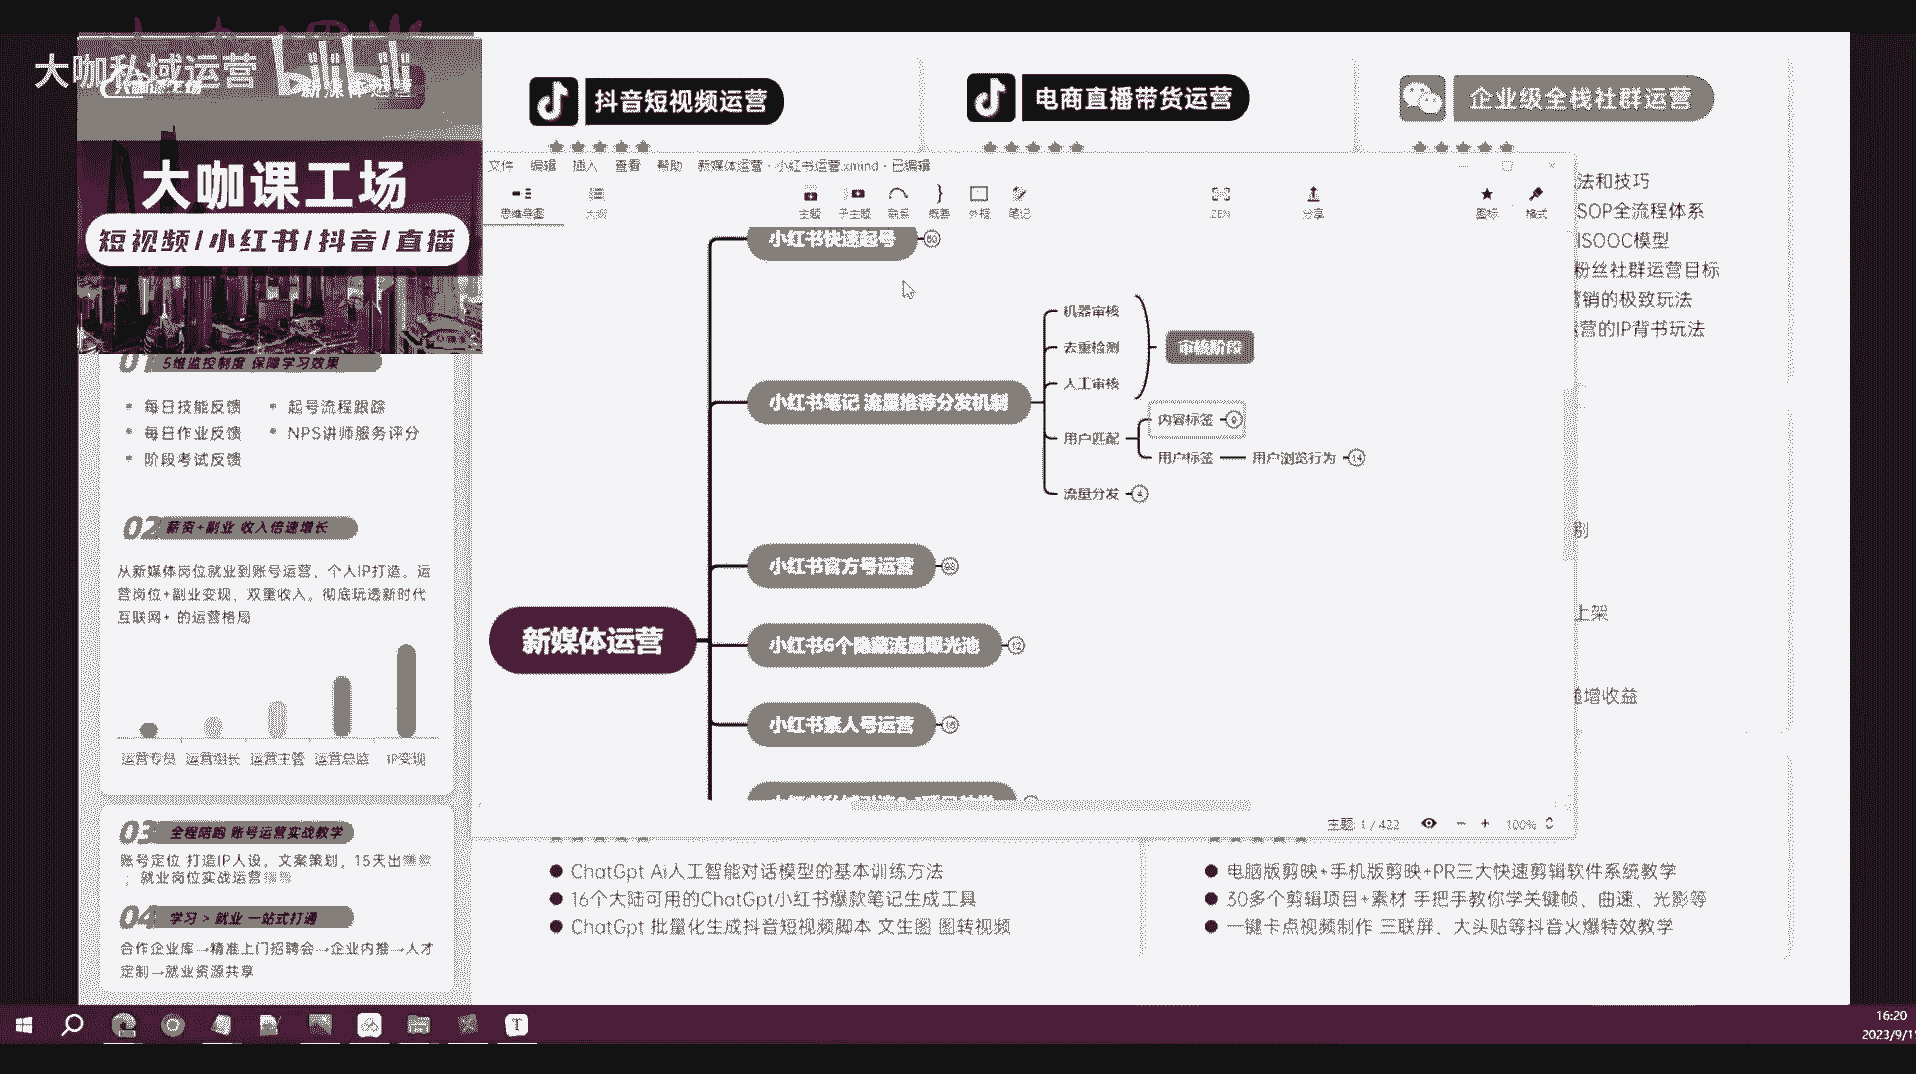 大咖私域运营
bilibili
大咖课工场
短视频/小红书/抖音/直播
抖音短视频运营
电商直播带货运营
企业级全栈社群运营
文件 编辑 插入 查看 帮助 新媒体运营 - 小红书运营.xmind - 已编辑
思维导图 大纲 主题 子主题 联系 概要 外框 笔记 ZEN 分享 图标 格式
法和技巧
SOP全流程体系
ISOOC模型
粉丝社群运营目标
营销的极致玩法
运营的IP背书玩法
别
上架
递增收益
新媒体运营
小红书快速起号
小红书笔记 流量推荐分发机制
机器审核
去重检测
人工审核
审核阶段
用户匹配
内容标签 9
用户标签
用户浏览行为 14
流量分发 4
小红书官方号运营
小红书6个隐藏流量曝光池 12
小红书素人号运营
主题: 1 / 422
100%
01 5维监控制度 保障学习效果
每日技能反馈
起号流程跟踪
每日作业反馈
NPS讲师服务评分
阶段考试反馈
02 薪资+副业 收入倍速增长
从新媒体岗位就业到账号运营、个人IP打造。运
营岗位+副业变现，双重收入。彻底玩透新时代
互联网+ 的运营格局
运营专员 运营组长 运营主管 运营总监 IP变现
03 全程陪跑 账号运营实战教学
账号定位 打造IP人设，文案策划，15天出
；就业岗位实战运营
04 学习 > 就业 一站式打通
合作企业库→精准上门招聘会→企业内推→人才
定制→就业资源共享
ChatGpt Ai人工智能对话模型的基本训练方法
16个大陆可用的ChatGpt小红书爆款笔记生成工具
ChatGpt 批量化生成抖音短视频脚本 文生图 图转视频
电脑版剪映+手机版剪映+PR三大快速剪辑软件系统教学
30多个剪辑项目+素材 手把手教你学关键帧、曲速、光影等
一键卡点视频制作 三联屏、大头贴等抖音火爆特效教学
16:20
2023/9/1